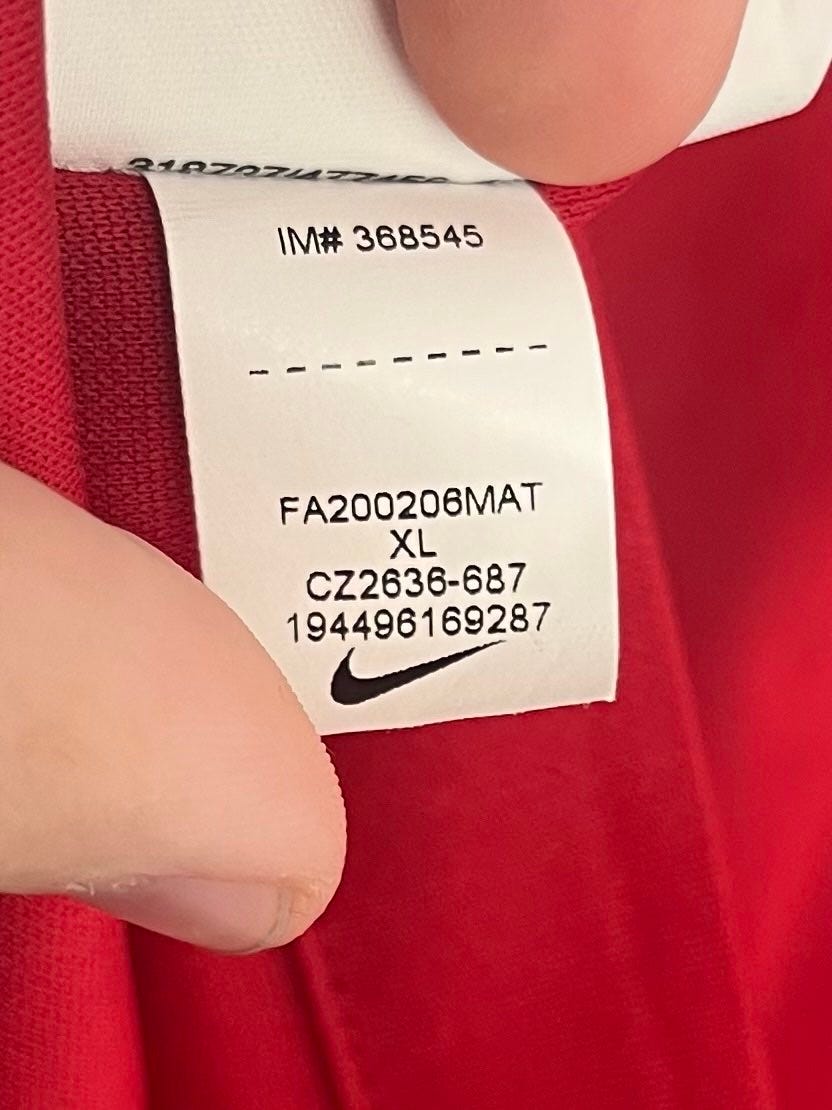 IM# 368545
---------
FA200206MAT
XL
CZ2636-687
194496169287